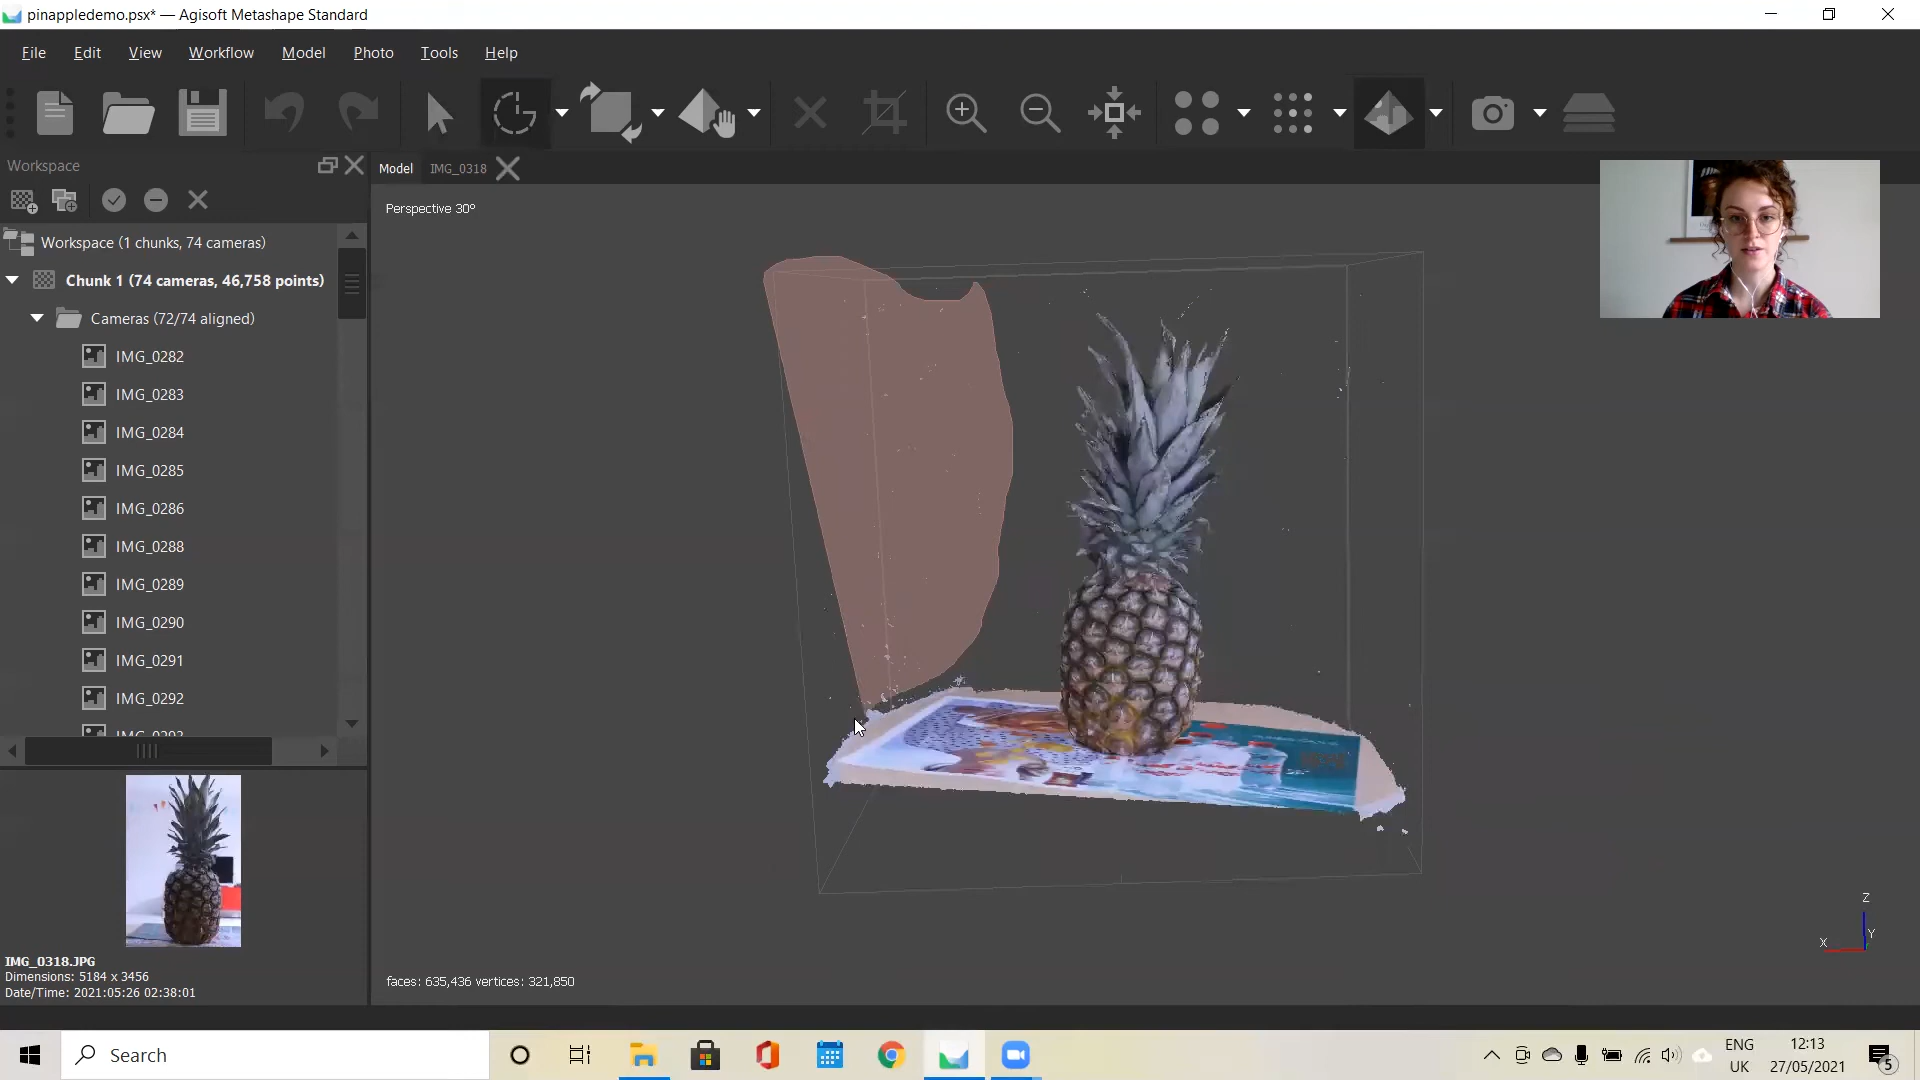 pinappledemo.psx* — Agisoft Metashape Standard
File Edit View Workflow Model Photo Tools Help
Workspace
Model IMG_0318
Perspective 30°
Workspace (1 chunks, 74 cameras)
Chunk 1 (74 cameras, 46,758 points)
Cameras (72/74 aligned)
IMG_0282
IMG_0283
IMG_0284
IMG_0285
IMG_0286
IMG_0288
IMG_0289
IMG_0290
IMG_0291
IMG_0292
IMG_0293
IMG_0318.JPG
Dimensions: 5184 x 3456
Date/Time: 2021:05:26 02:38:01
faces: 635,436 vertices: 321,850
Z
X
Y
Search
ENG
UK
12:13
27/05/2021
5